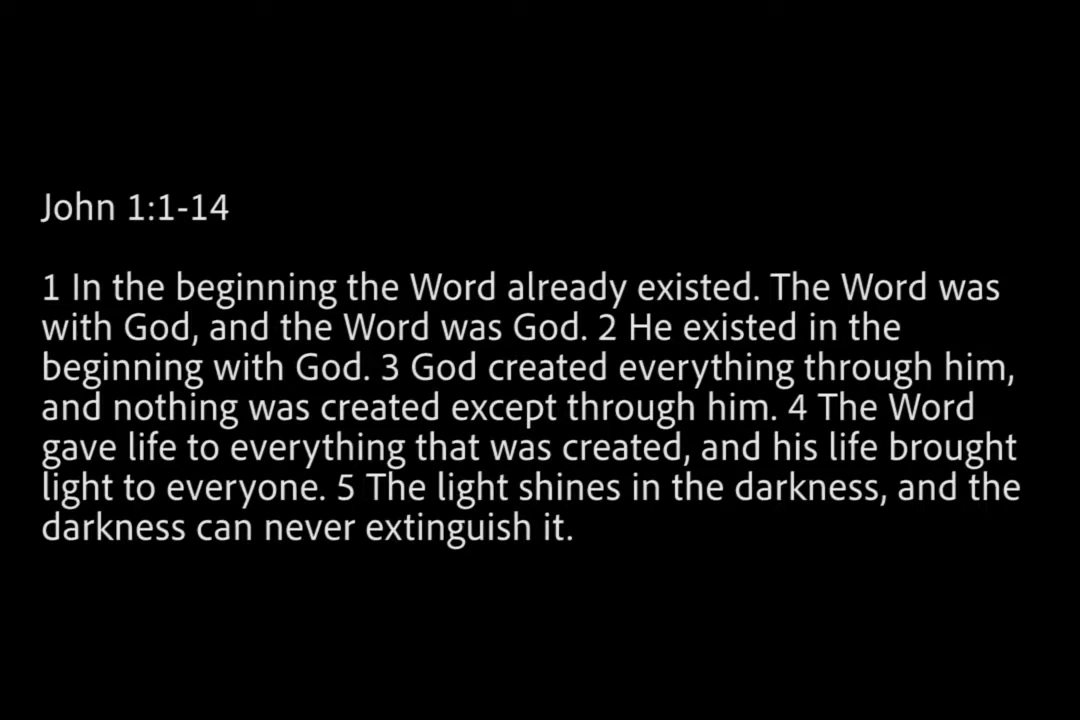 John 1:1-14
1 In the beginning the Word already existed. The Word was
with God, and the Word was God. 2 He existed in the
beginning with God. 3 God created everything through him,
and nothing was created except through him. 4 The Word
gave life to everything that was created, and his life brought
light to everyone. 5 The light shines in the darkness, and the
darkness can never extinguish it.